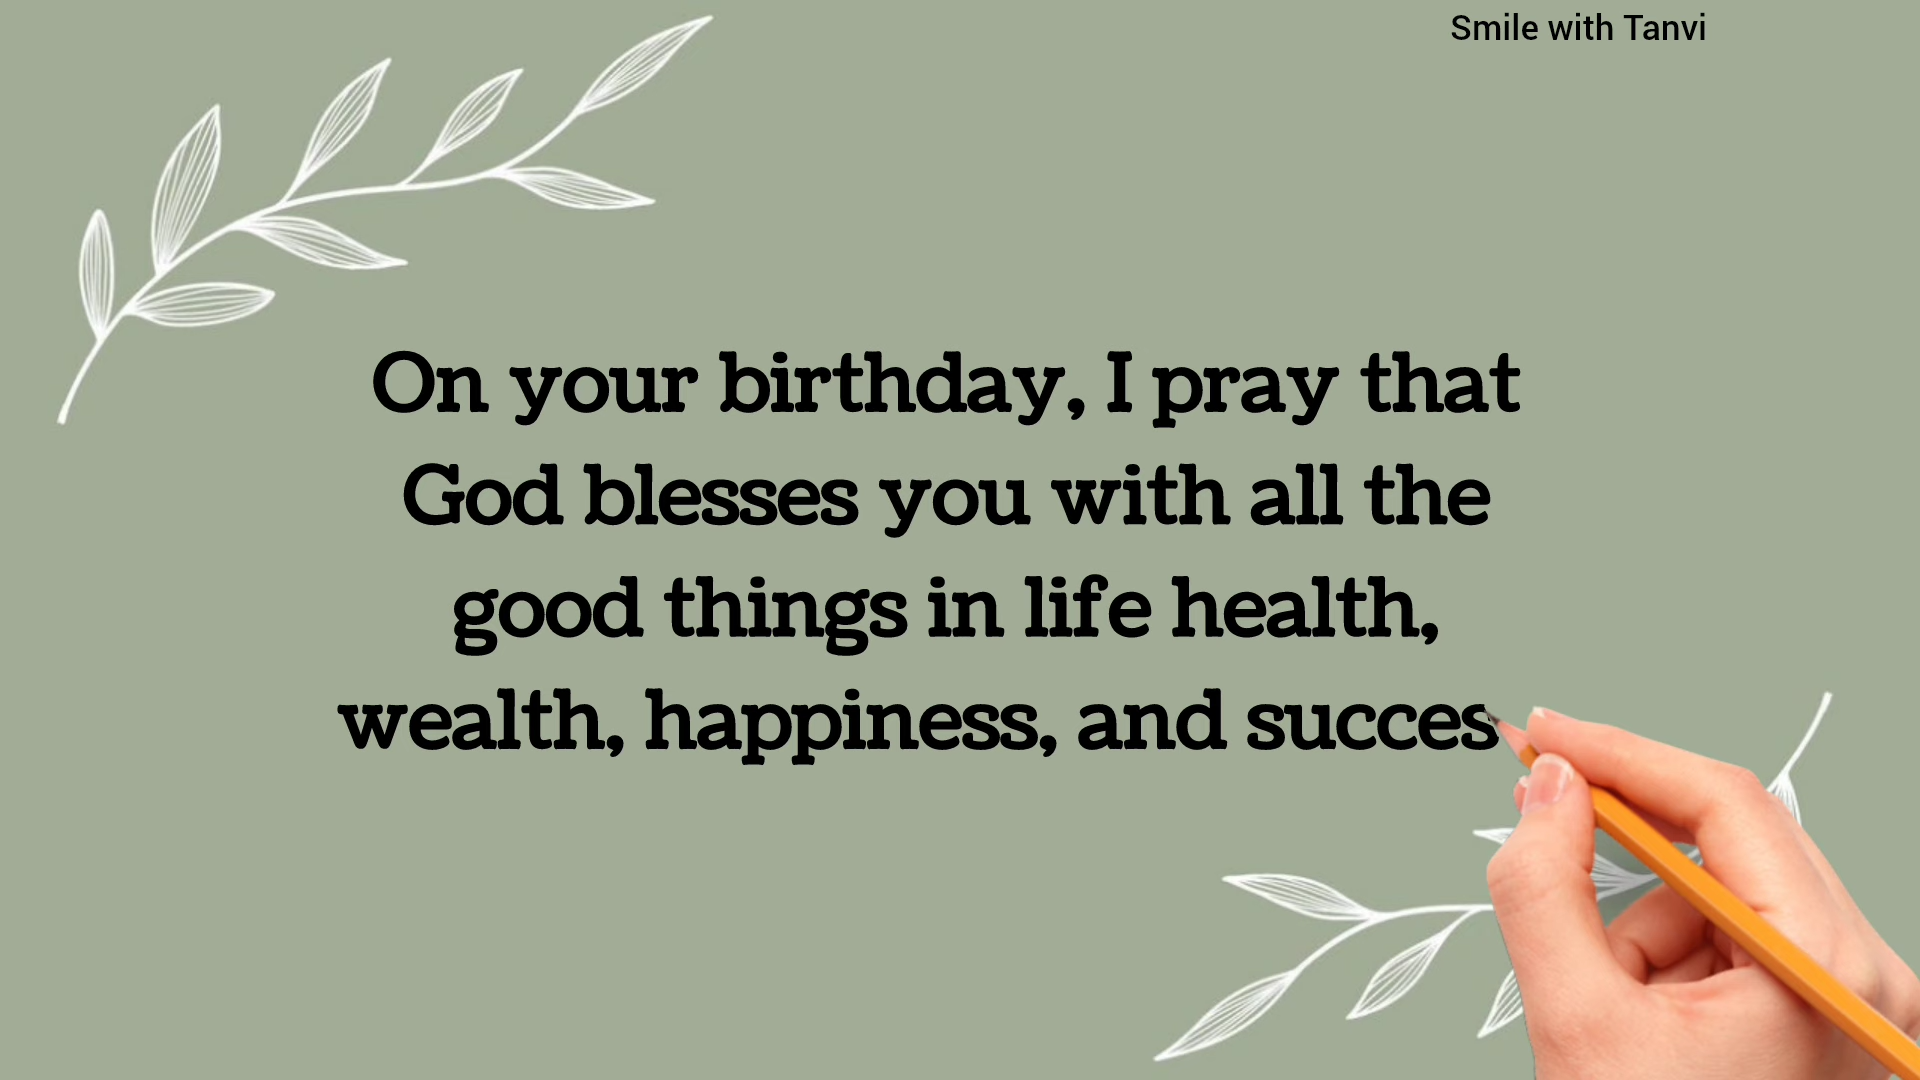 Smile with Tanvi
On your birthday, I pray that
God blesses you with all the
good things in life health,
wealth, happiness, and succes